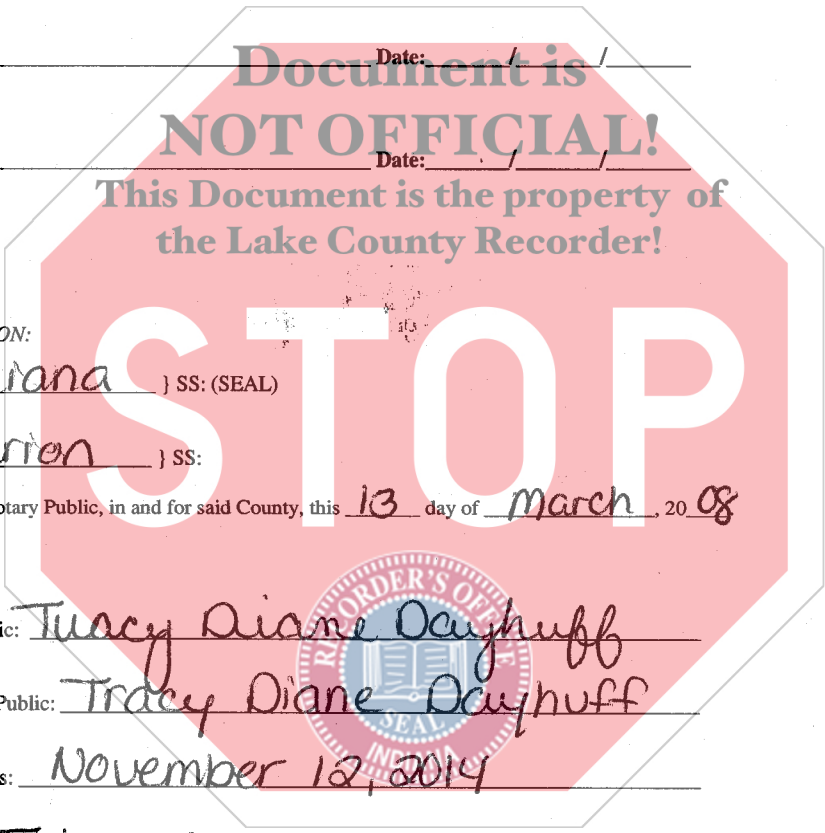 Document is
Date: / /
NOT OFFICIAL!
Date: / /
This Document is the property of
the Lake County Recorder!
ON:
iana } SS: (SEAL)
STOP
rion } SS:
otary Public, in and for said County, this 13 day of March, 20 08
RECORDER'S OFFICE
ic: Tracy Diane Dayhuff
Public: Tracy Diane Dayhuff
SEAL
INDIANA
s: November 12, 2014